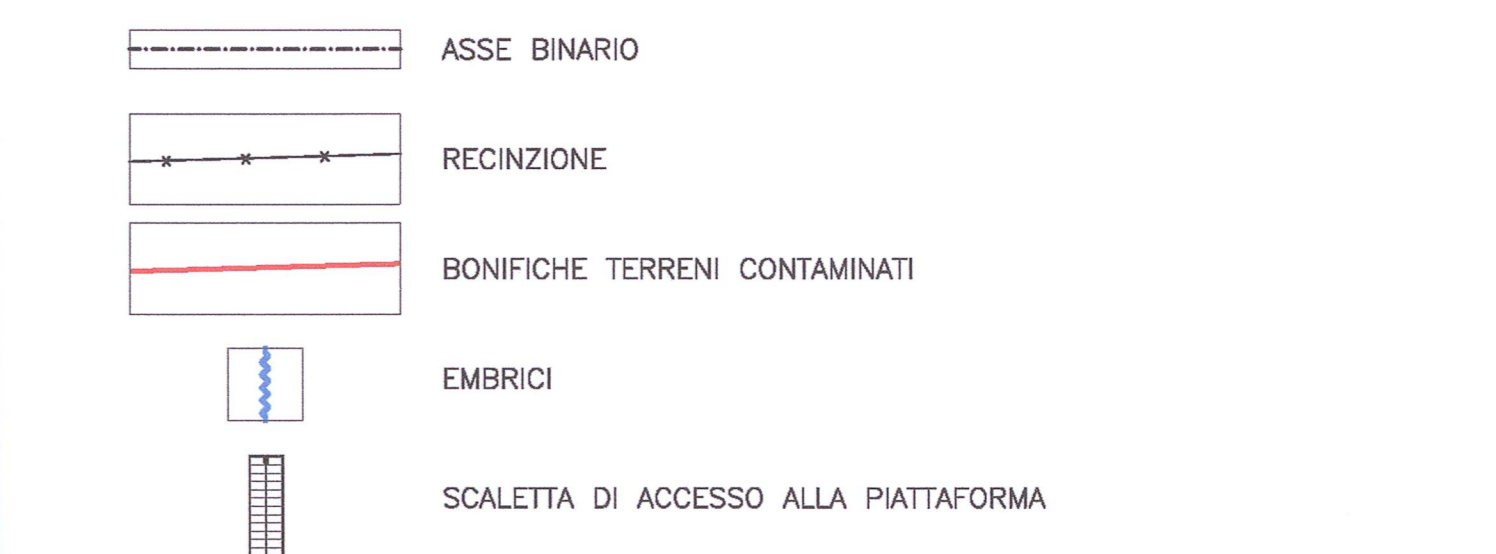 ASSE BINARIO
RECINZIONE
BONIFICHE TERRENI CONTAMINATI
EMBRICI
SCALETTA DI ACCESSO ALLA PIATTAFORMA